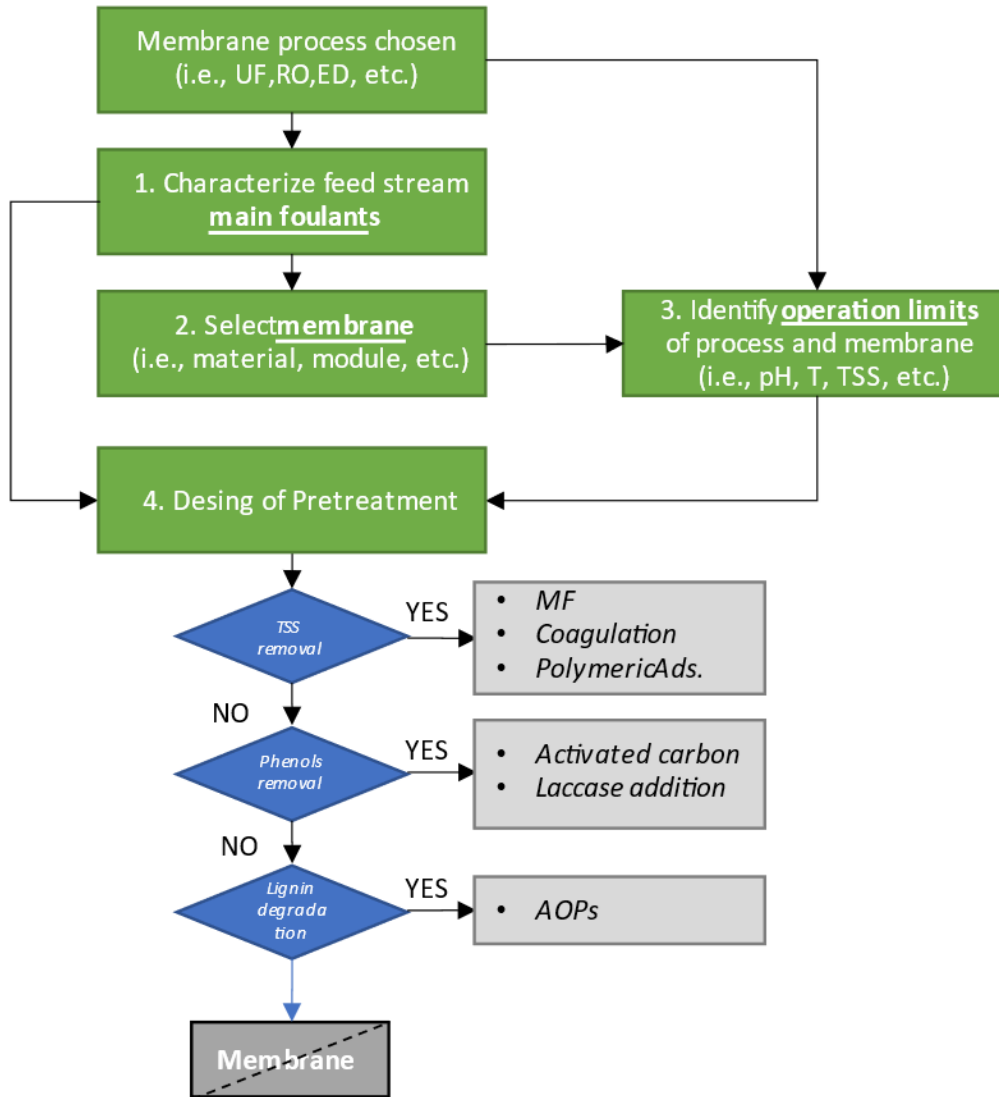 Membrane process chosen
(i.e., UF,RO,ED, etc.)
1. Characterize feed stream
main foulants
2. Selectmembrane
(i.e., material, module, etc.)
3. Identify operation limits
of process and membrane
(i.e., pH, T, TSS, etc.)
4. Desing of Pretreatment
TSS
removal
YES
• MF
• Coagulation
• PolymericAds.
NO
Phenols
removal
YES
• Activated carbon
• Laccase addition
NO
Lignin
degrada
tion
YES
• AOPs
Membrane